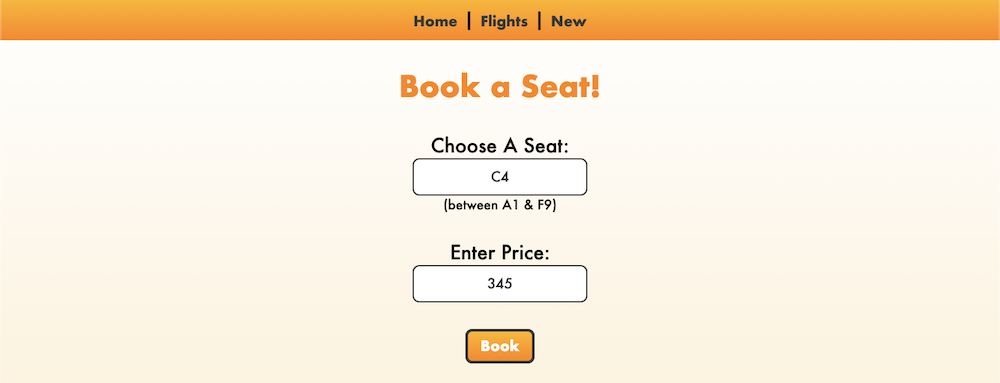 Home | Flights | New
Book a Seat!
Choose A Seat:
C4
(between A1 & F9)
Enter Price:
345
Book